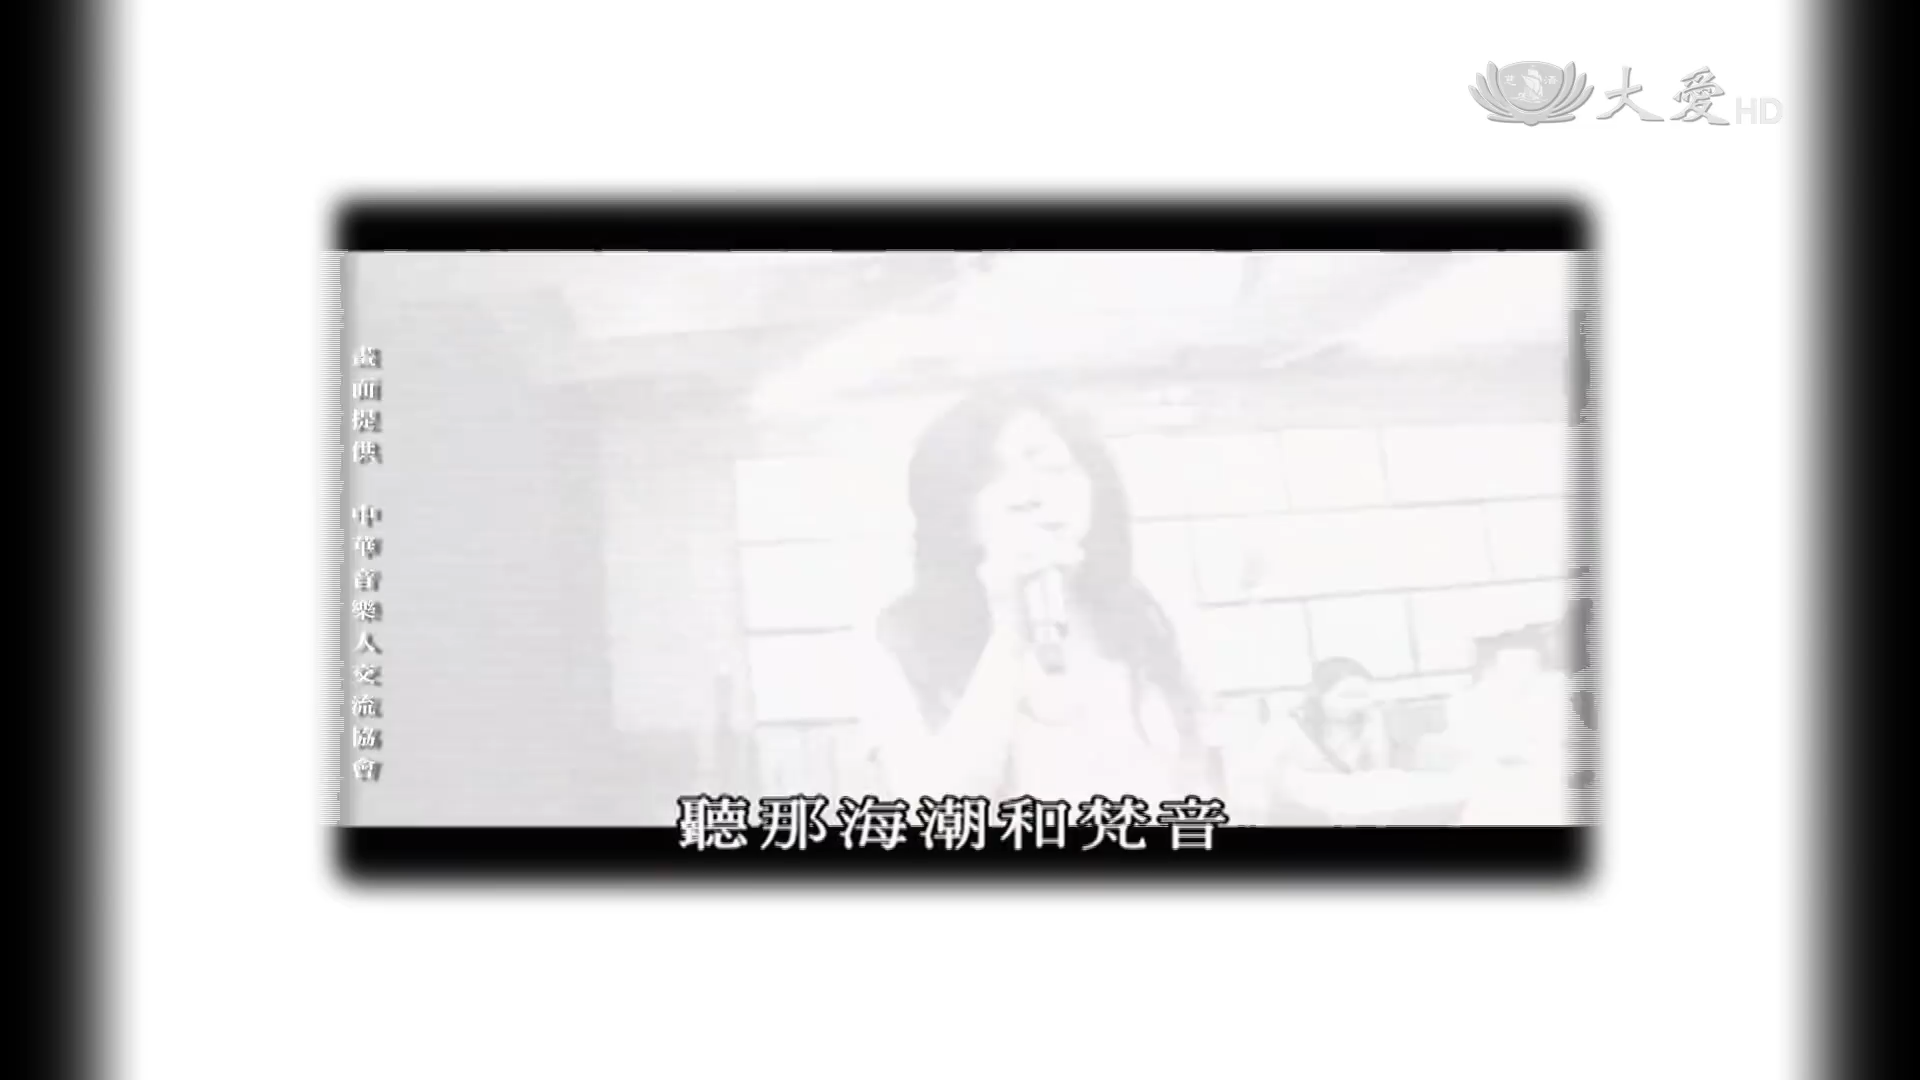 大愛HD
畫面提供 中華音樂人交流協會
聽那海潮和梵音